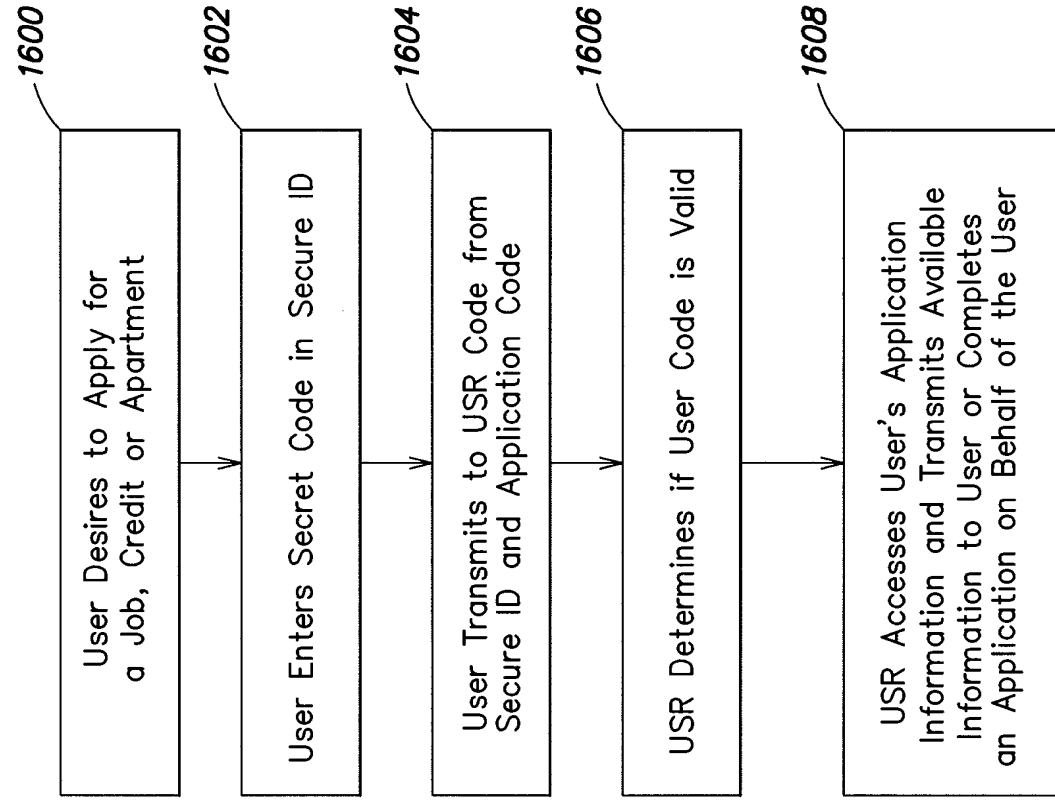 1600
User Desires to Apply for
a Job, Credit or Apartment
1602
User Enters Secret Code in Secure ID
1604
User Transmits to USR Code from
Secure ID and Application Code
1606
USR Determines if User Code is Valid
1608
USR Accesses User's Application
Information and Transmits Available
Information to User or Completes
an Application on Behalf of the User